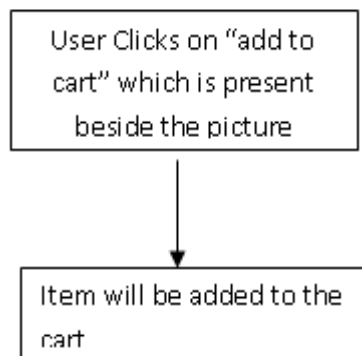 User Clicks on “add to
cart” which is present
beside the picture
Item will be added to the
cart